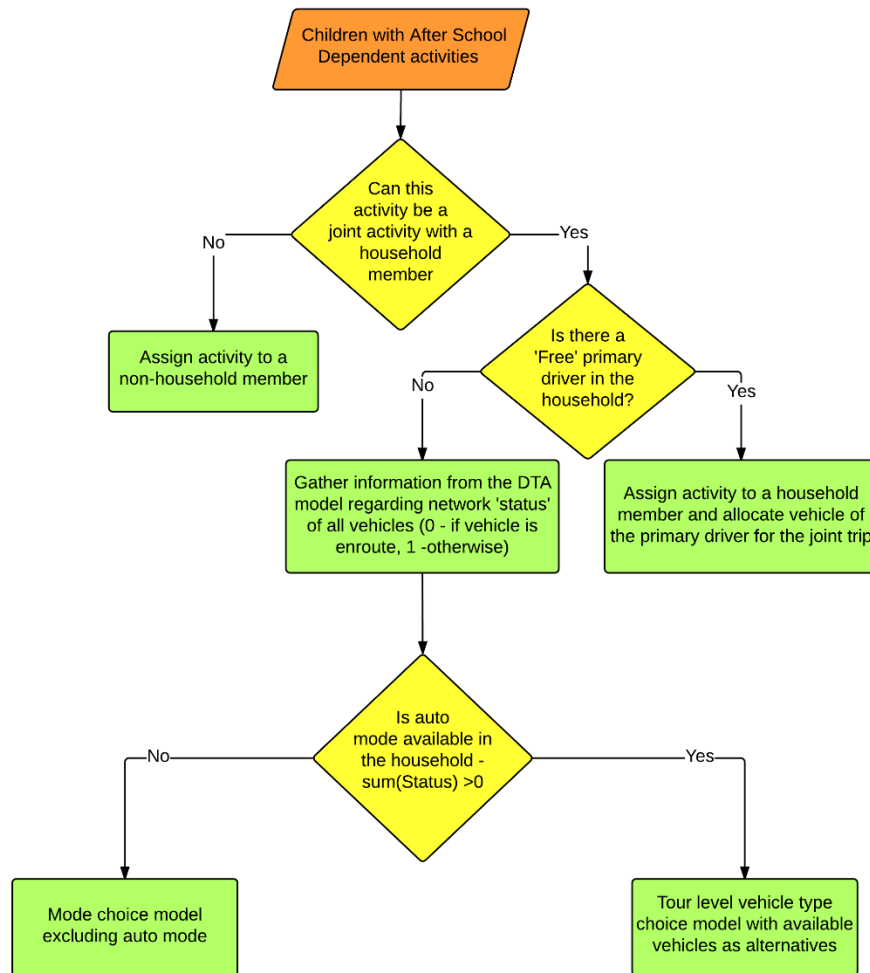 Children with After School
Dependent activities
Can this
activity be a
joint activity with a
household
member
No
Yes
Assign activity to a
non-household member
Is there a
'Free' primary
driver in the
household?
No
Yes
Gather information from the DTA
model regarding network 'status'
of all vehicles (0 - if vehicle is
enroute, 1 -otherwise)
Assign activity to a household
member and allocate vehicle of
the primary driver for the joint trip
Is auto
mode available in
the household -
sum(Status) >0
No
Yes
Mode choice model
excluding auto mode
Tour level vehicle type
choice model with available
vehicles as alternatives